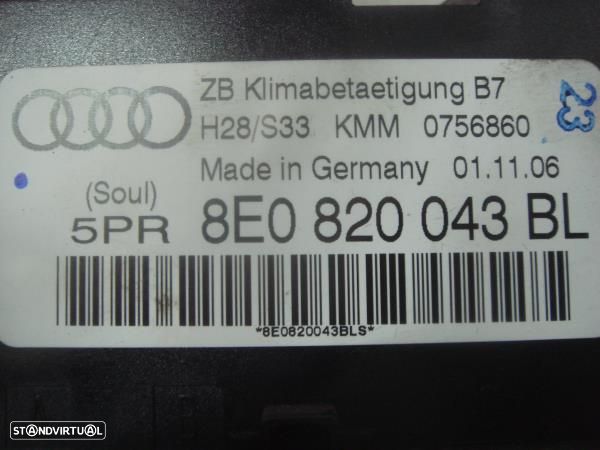 ZB Klimabetaetigung B7
23
H28/S33 KMM 0756860
Made in Germany 01.11.06
(Soul)
5PR 8E0 820 043 BL
*8E0820043BLS*
STANDVIRTUAL